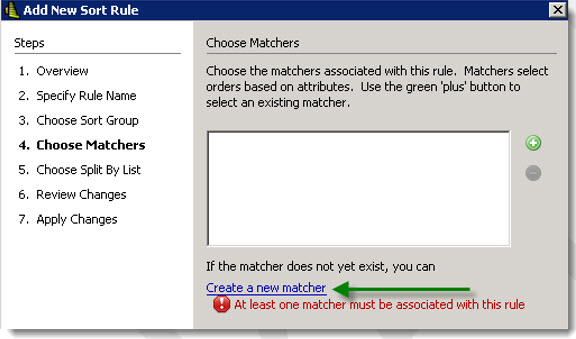 Add New Sort Rule
Steps
1. Overview
2. Specify Rule Name
3. Choose Sort Group
4. Choose Matchers
5. Choose Split By List
6. Review Changes
7. Apply Changes
Choose Matchers
Choose the matchers associated with this rule. Matchers select
orders based on attributes. Use the green 'plus' button to
select an existing matcher.
If the matcher does not yet exist, you can
Create a new matcher
At least one matcher must be associated with this rule